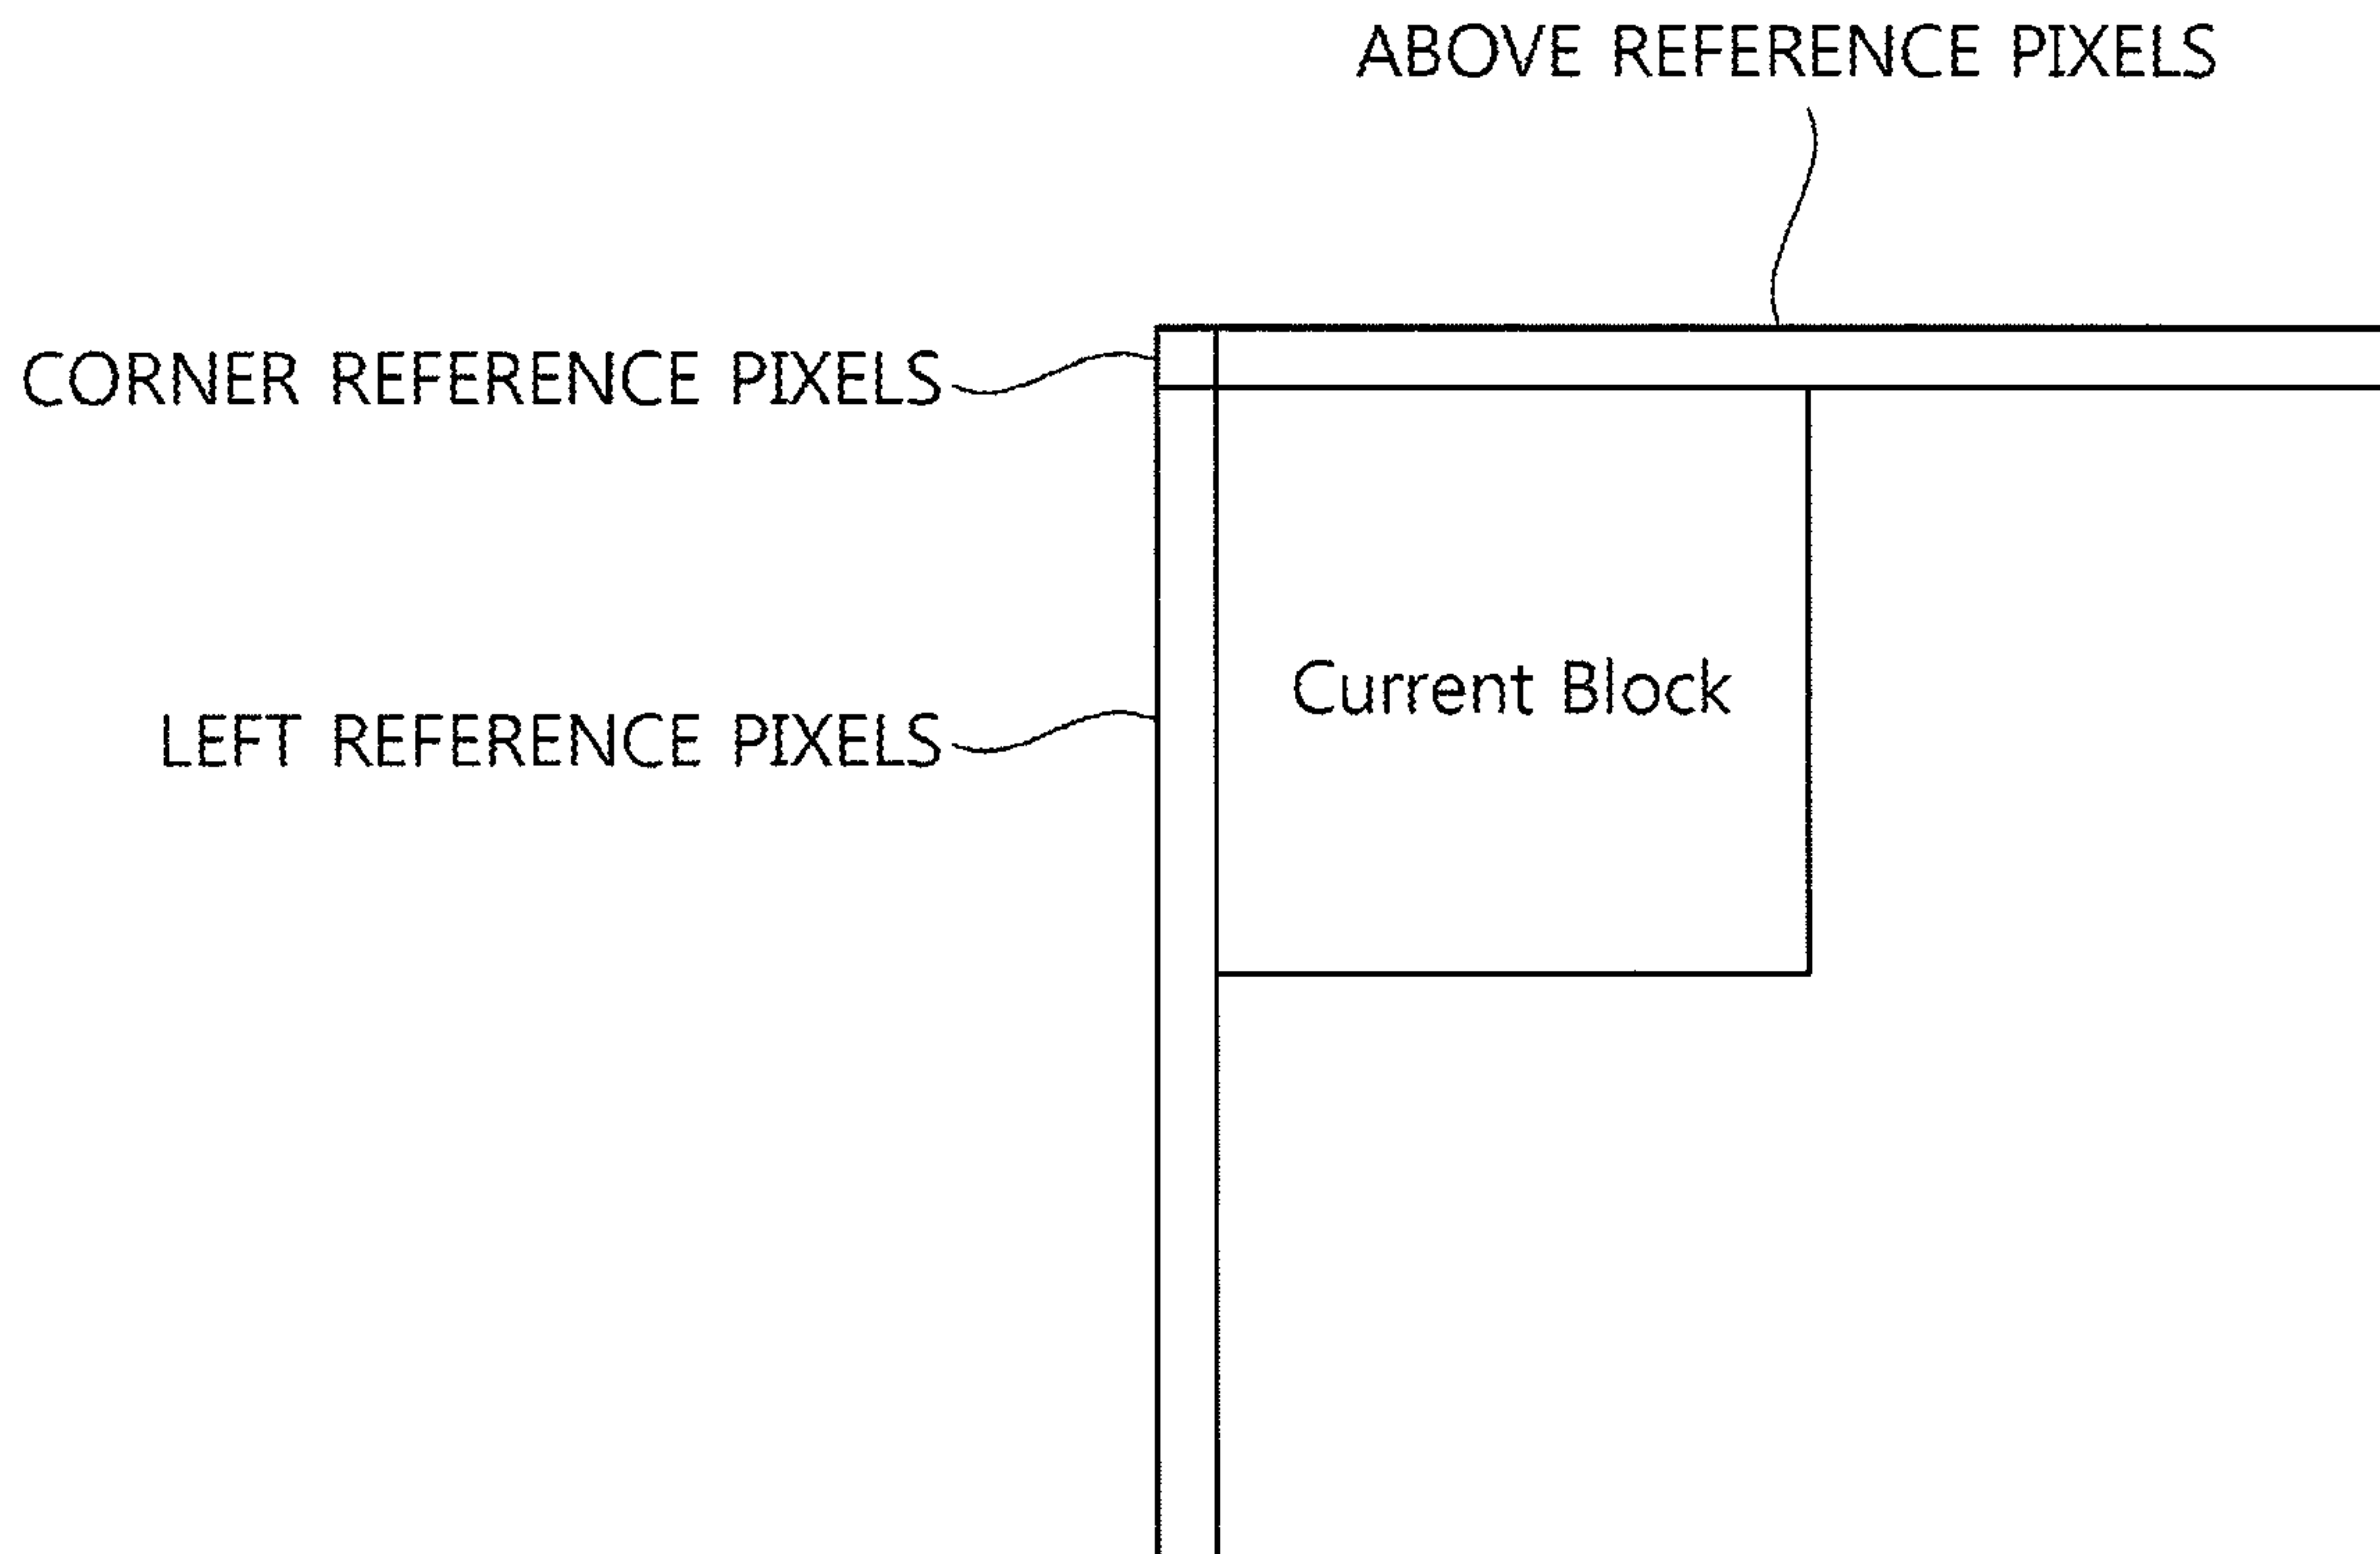 ABOVE REFERENCE PIXELS
CORNER REFERENCE PIXELS
Current Block
LEFT REFERENCE PIXELS